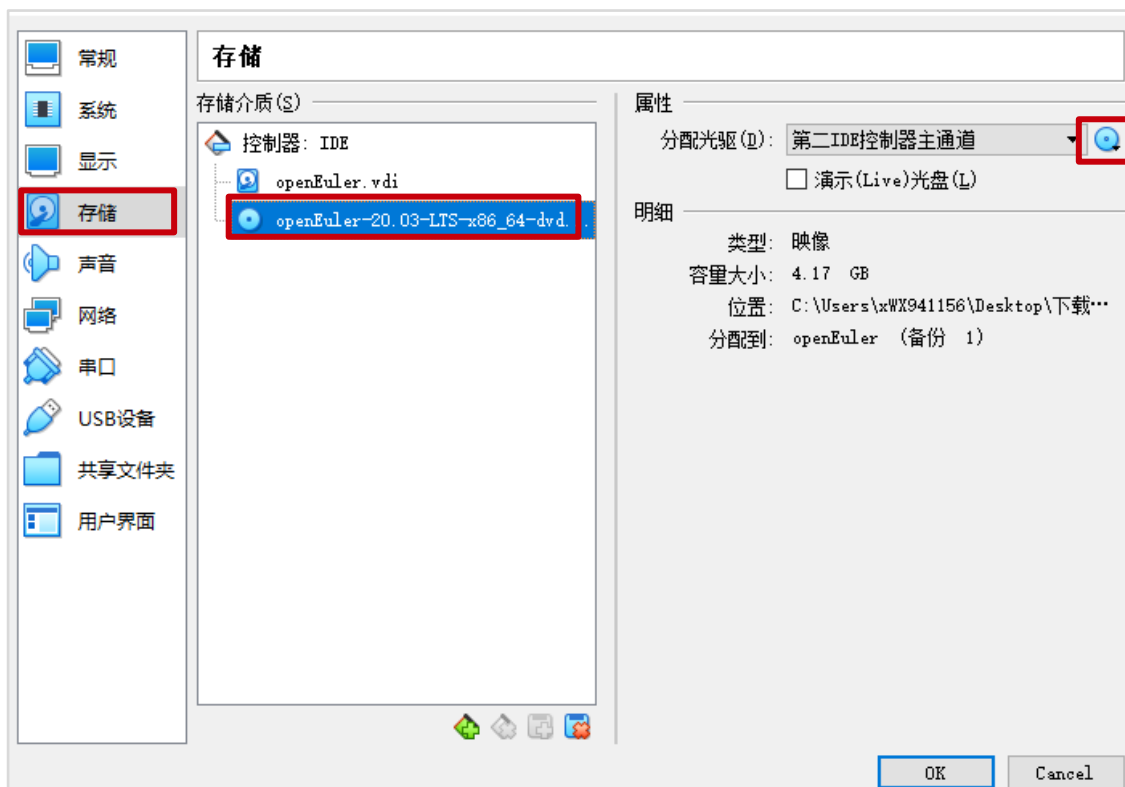 存储
常规
系统
显示
存储
声音
网络
串口
USB设备
共享文件夹
用户界面
存储介质(S)
控制器: IDE
openEuler.vdi
openEuler-20.03-LTS-x86_64-dvd...
属性
分配光驱(D): 第二IDE控制器主通道
演示(Live)光盘(L)
明细
类型: 映像
容量大小: 4.17 GB
位置: C:\Users\xWX941156\Desktop\下载…
分配到: openEuler (备份 1)
OK Cancel